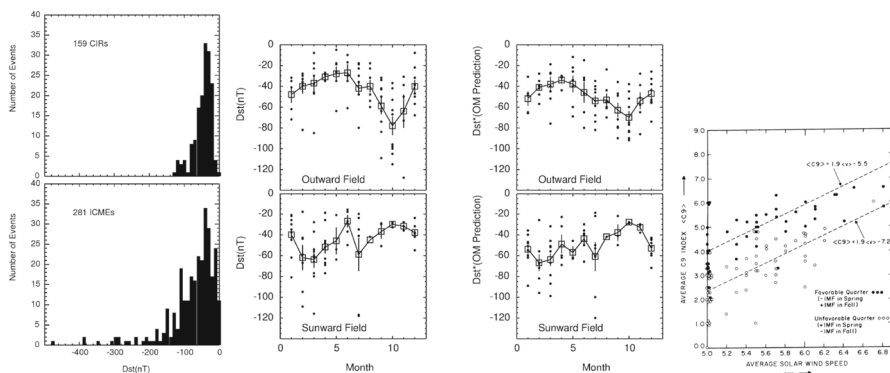 40
35
30
25
20
15
10
5
0
Number of Events
159 CIRs
40
35
30
25
20
15
10
5
0
Number of Events
281 ICMEs
-500 -400 -300 -200 -100 0
Dst(nT)
0
-20
-40
-60
-80
-100
-120
-140
Dst(nT)
Outward Field
0
-20
-40
-60
-80
-100
-120
-140
Dst(nT)
Sunward Field
0 5 10
Month
0
-20
-40
-60
-80
-100
-120
-140
Dst*(OM Prediction)
Outward Field
0
-20
-40
-60
-80
-100
-120
-140
Dst*(OM Prediction)
Sunward Field
0 5 10
Month
9.0
8.0
7.0
6.0
5.0
4.0
3.0
2.0
1.0
0.0
AVERAGE C9 INDEX <C9>
<C9> = 1.9 <v> - 5.5
<C9> = 1.9 <v> - 7.2
Favorable Quarter
(- IMF in Spring
+ IMF in Fall)
Unfavorable Quarter
(+ IMF in Spring
- IMF in Fall)
5.0 5.2 5.4 5.6 5.8 6.0 6.2 6.4 6.6 6.8
AVERAGE SOLAR WIND SPEED